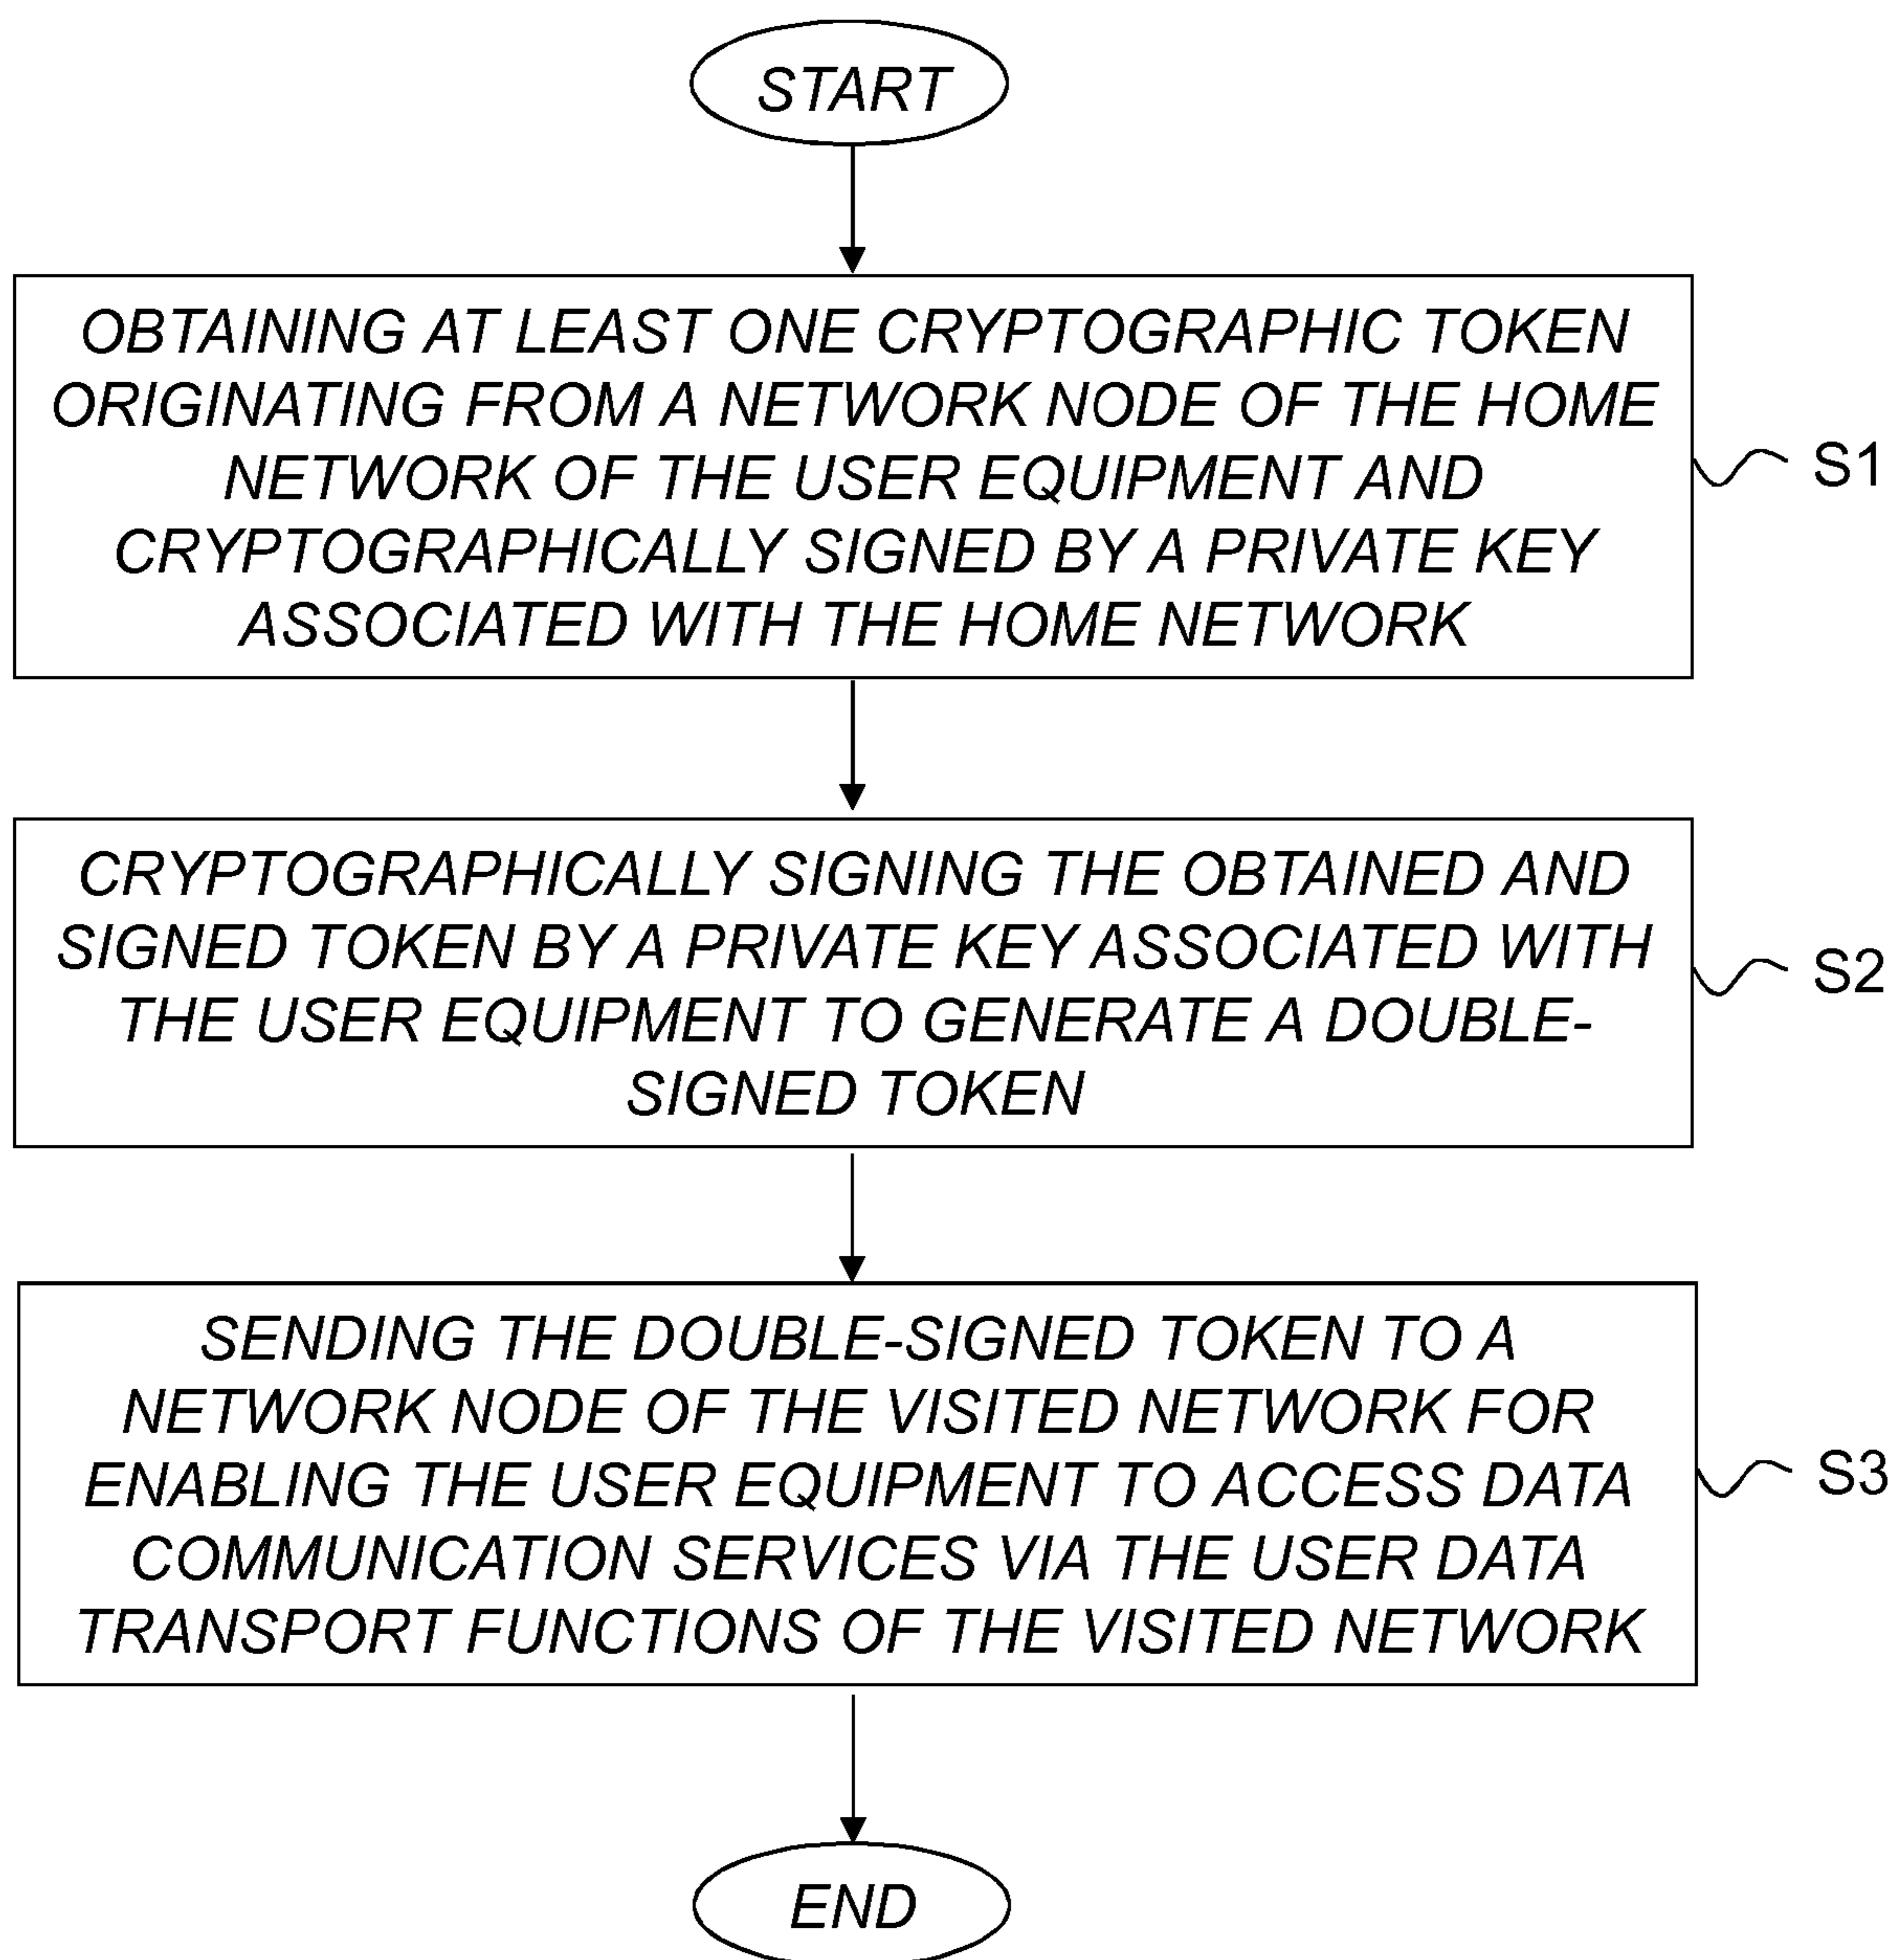 START
OBTAINING AT LEAST ONE CRYPTOGRAPHIC TOKEN
ORIGINATING FROM A NETWORK NODE OF THE HOME
NETWORK OF THE USER EQUIPMENT AND
CRYPTOGRAPHICALLY SIGNED BY A PRIVATE KEY
ASSOCIATED WITH THE HOME NETWORK
S1
CRYPTOGRAPHICALLY SIGNING THE OBTAINED AND
SIGNED TOKEN BY A PRIVATE KEY ASSOCIATED WITH
THE USER EQUIPMENT TO GENERATE A DOUBLE-
SIGNED TOKEN
S2
SENDING THE DOUBLE-SIGNED TOKEN TO A
NETWORK NODE OF THE VISITED NETWORK FOR
ENABLING THE USER EQUIPMENT TO ACCESS DATA
COMMUNICATION SERVICES VIA THE USER DATA
TRANSPORT FUNCTIONS OF THE VISITED NETWORK
S3
END